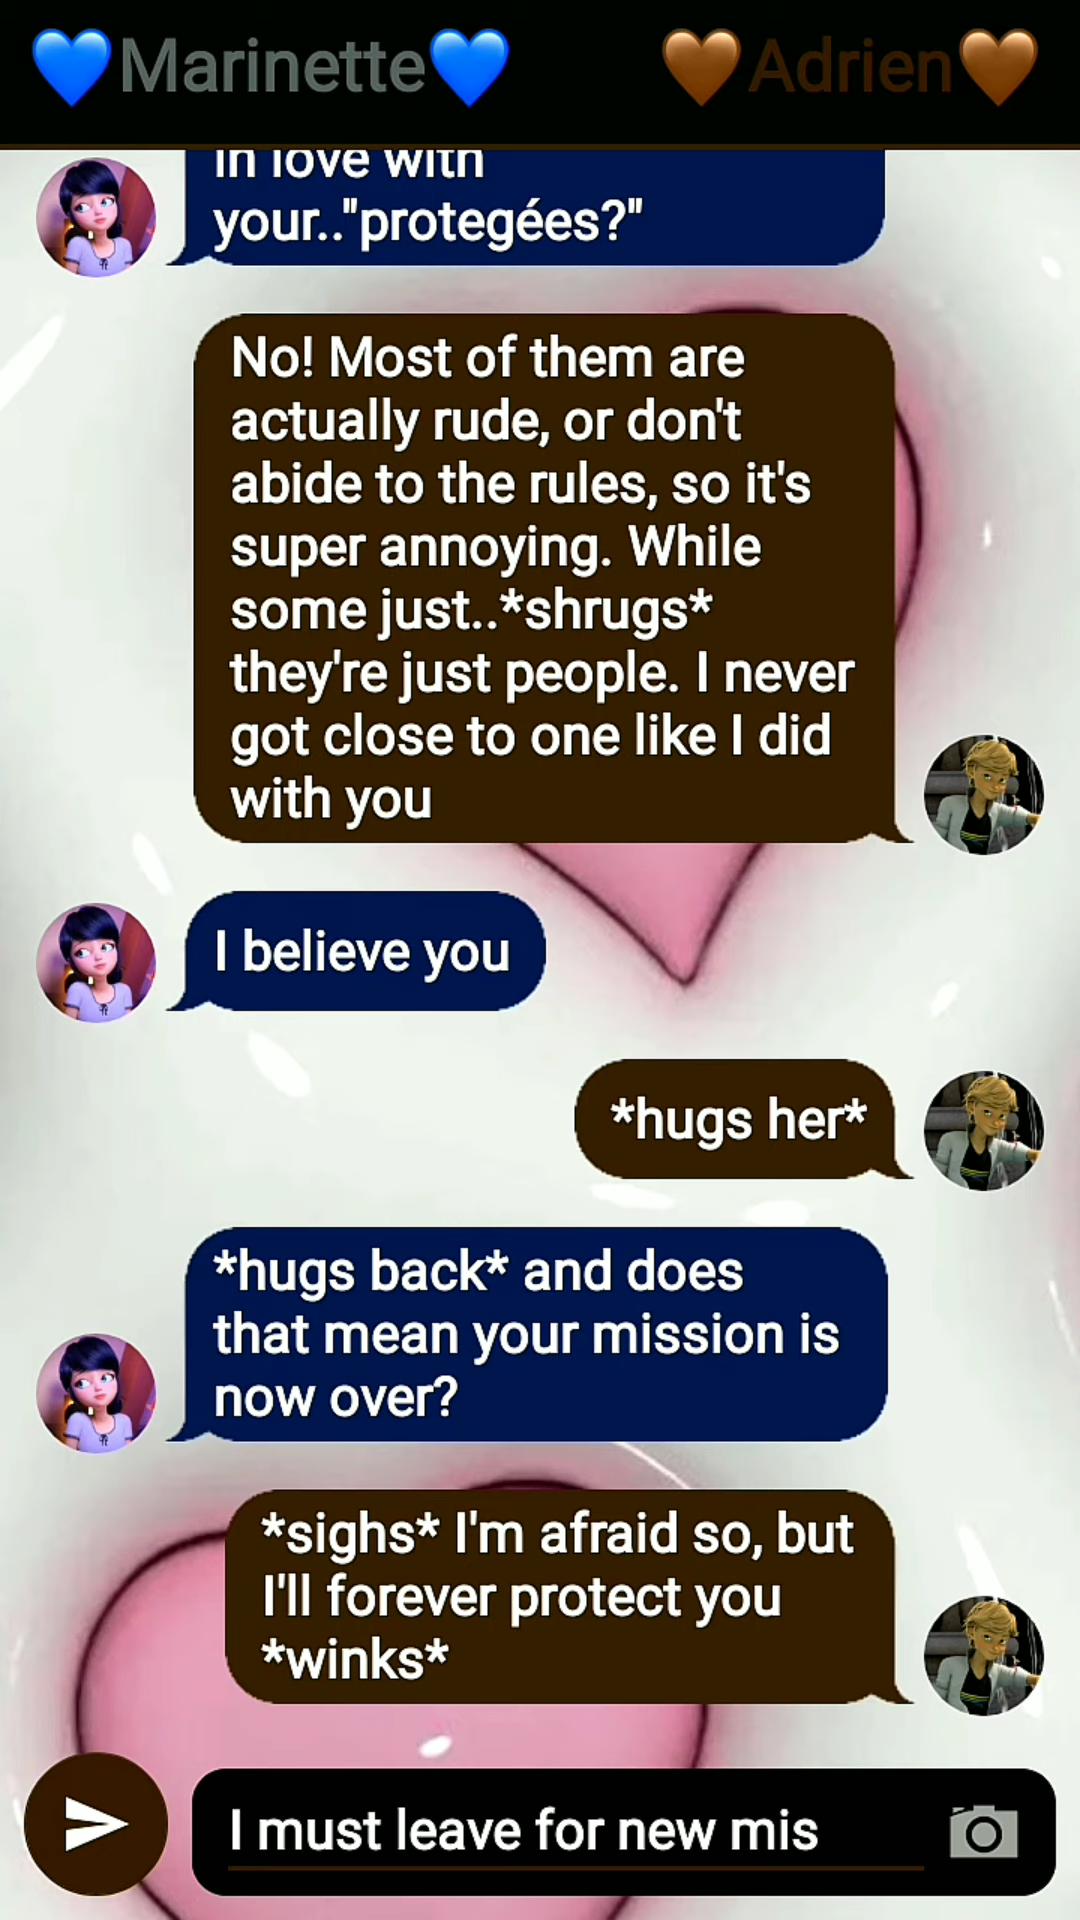 💙Marinette💙 🤎Adrien🤎
in love with
your.."protegées?"
No! Most of them are
actually rude, or don't
abide to the rules, so it's
super annoying. While
some just..*shrugs*
they're just people. I never
got close to one like I did
with you
I believe you
*hugs her*
*hugs back* and does
that mean your mission is
now over?
*sighs* I'm afraid so, but
I'll forever protect you
*winks*
I must leave for new mis